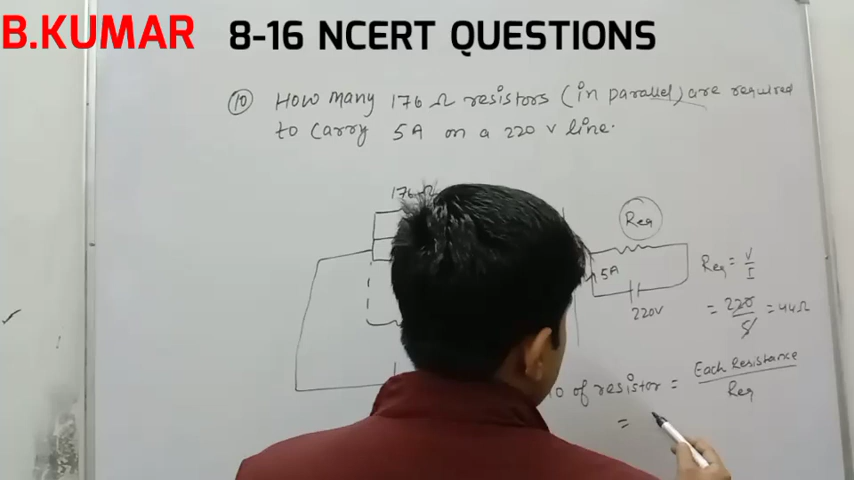 B.KUMAR 8-16 NCERT QUESTIONS
(10) How many 176 Ω resistors (in parallel) are required
to carry 5A on a 220 V line.
176 Ω
Req
5A
220V
Req = V/I
= 220/5 = 44Ω
of resistor = Each Resistance/Req
=